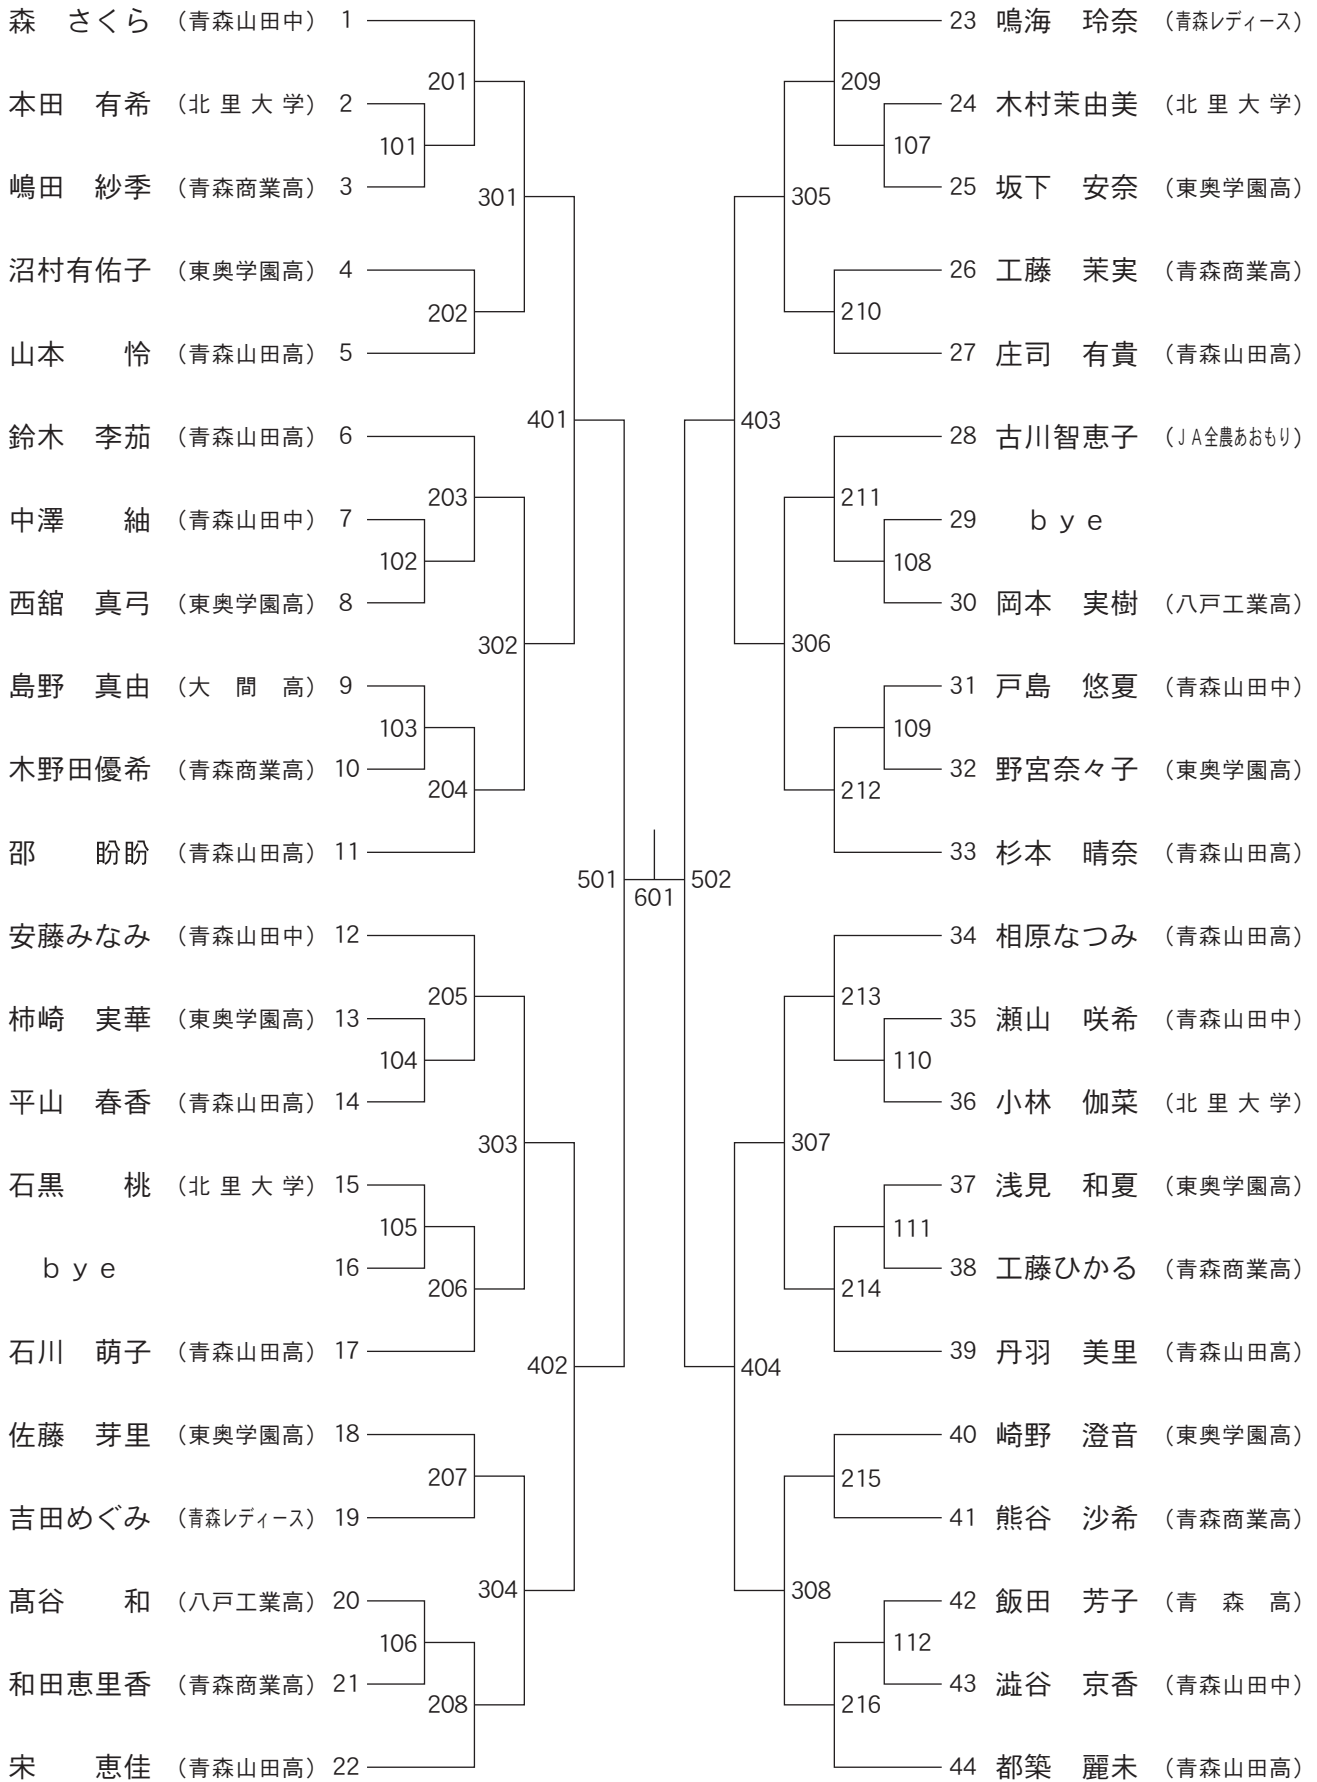 森　さくら （青森山田中） 1
本田　有希 （北 里 大 学） 2
嶋田　紗季 （青森商業高） 3
沼村有佑子 （東奥学園高） 4
山本　　怜 （青森山田高） 5
鈴木　李茄 （青森山田高） 6
中澤　　紬 （青森山田中） 7
西舘　真弓 （東奥学園高） 8
島野　真由 （大　間　高） 9
木野田優希 （青森商業高） 10
邵　　盼盼 （青森山田高） 11
安藤みなみ （青森山田中） 12
柿崎　実華 （東奥学園高） 13
平山　春香 （青森山田高） 14
石黒　　桃 （北 里 大 学） 15
ｂｙｅ 16
石川　萌子 （青森山田高） 17
佐藤　芽里 （東奥学園高） 18
吉田めぐみ （青森レディース） 19
髙谷　　和 （八戸工業高） 20
和田恵里香 （青森商業高） 21
宋　　恵佳 （青森山田高） 22
101
102
103
104
105
106
201
202
203
204
205
206
207
208
301
302
303
304
401
402
501
601
502
403
404
305
306
307
308
209
210
211
212
213
214
215
216
107
108
109
110
111
112
23 鳴海　玲奈 （青森レディース）
24 木村茉由美 （北 里 大 学）
25 坂下　安奈 （東奥学園高）
26 工藤　茉実 （青森商業高）
27 庄司　有貴 （青森山田高）
28 古川智恵子 （ＪＡ全農あおもり）
29 ｂｙｅ
30 岡本　実樹 （八戸工業高）
31 戸島　悠夏 （青森山田中）
32 野宮奈々子 （東奥学園高）
33 杉本　晴奈 （青森山田高）
34 相原なつみ （青森山田高）
35 瀬山　咲希 （青森山田中）
36 小林　伽菜 （北 里 大 学）
37 浅見　和夏 （東奥学園高）
38 工藤ひかる （青森商業高）
39 丹羽　美里 （青森山田高）
40 崎野　澄音 （東奥学園高）
41 熊谷　沙希 （青森商業高）
42 飯田　芳子 （青　森　高）
43 澁谷　京香 （青森山田中）
44 都築　麗未 （青森山田高）